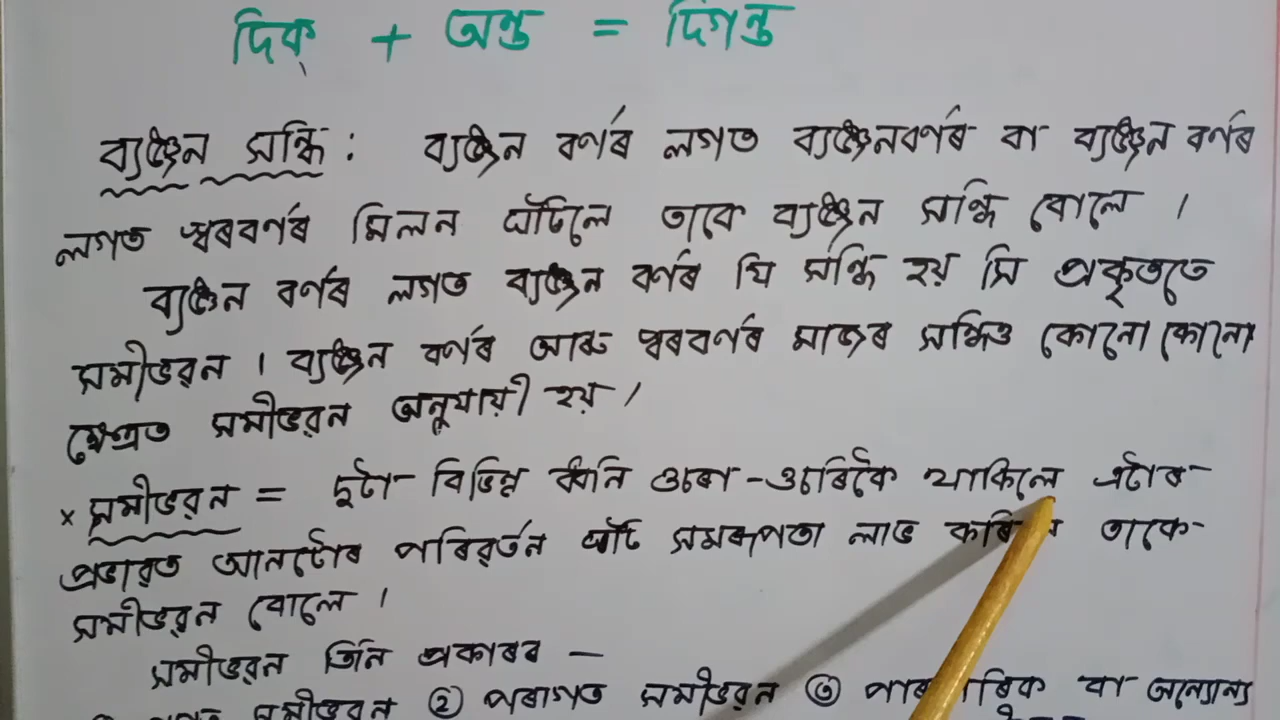 দিক্ + অন্ত = দিগন্ত
ব্যঞ্জন সন্ধি : ব্যঞ্জন বৰ্ণৰ লগত ব্যঞ্জনবৰ্ণৰ বা ব্যঞ্জন বৰ্ণৰ
লগত স্বৰবৰ্ণৰ মিলন ঘটিলে তাকে ব্যঞ্জন সন্ধি বোলে ।
ব্যঞ্জন বৰ্ণৰ লগত ব্যঞ্জন বৰ্ণৰ যি সন্ধি হয় সি প্ৰকৃততে
সমীভৱন । ব্যঞ্জন বৰ্ণৰ আৰু স্বৰবৰ্ণৰ মাজৰ সন্ধিও কোনো কোনো
ক্ষেত্ৰত সমীভৱন অনুযায়ী হয় ।
× সমীভৱন = দুটা বিভিন্ন ধ্বনি ওচৰা-ওচৰিকৈ থাকিলে এটাৰ
প্ৰভাৱত আনটোৰ পৰিৱৰ্তন ঘটি সমৰূপতা লাভ তাকে
সমীভৱন বোলে ।
সমীভৱন তিনি প্ৰকাৰৰ —
সমীভৱন ② পৰাগত সমীভৱন ③ বা অন্যোন্য